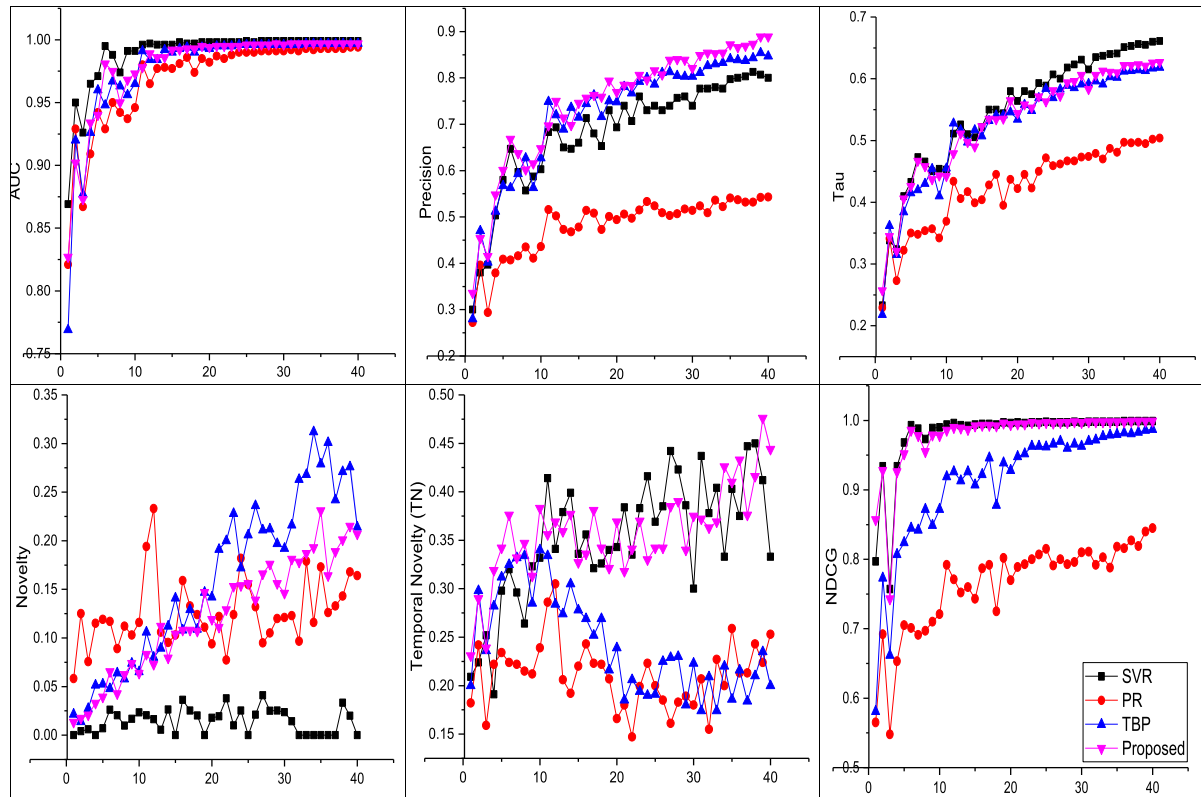 1.00
0.95
0.90
0.85
0.80
0.75
AUC
0 10 20 30 40
0.9
0.8
0.7
0.6
0.5
0.4
0.3
0.2
Precision
0 10 20 30 40
0.7
0.6
0.5
0.4
0.3
0.2
Tau
0 10 20 30 40
0.35
0.30
0.25
0.20
0.15
0.10
0.05
0.00
Novelty
0 10 20 30 40
0.50
0.45
0.40
0.35
0.30
0.25
0.20
0.15
Temporal Novelty (TN)
0 10 20 30 40
1.0
0.9
0.8
0.7
0.6
0.5
NDCG
0 10 20 30 40
SVR
PR
TBP
Proposed